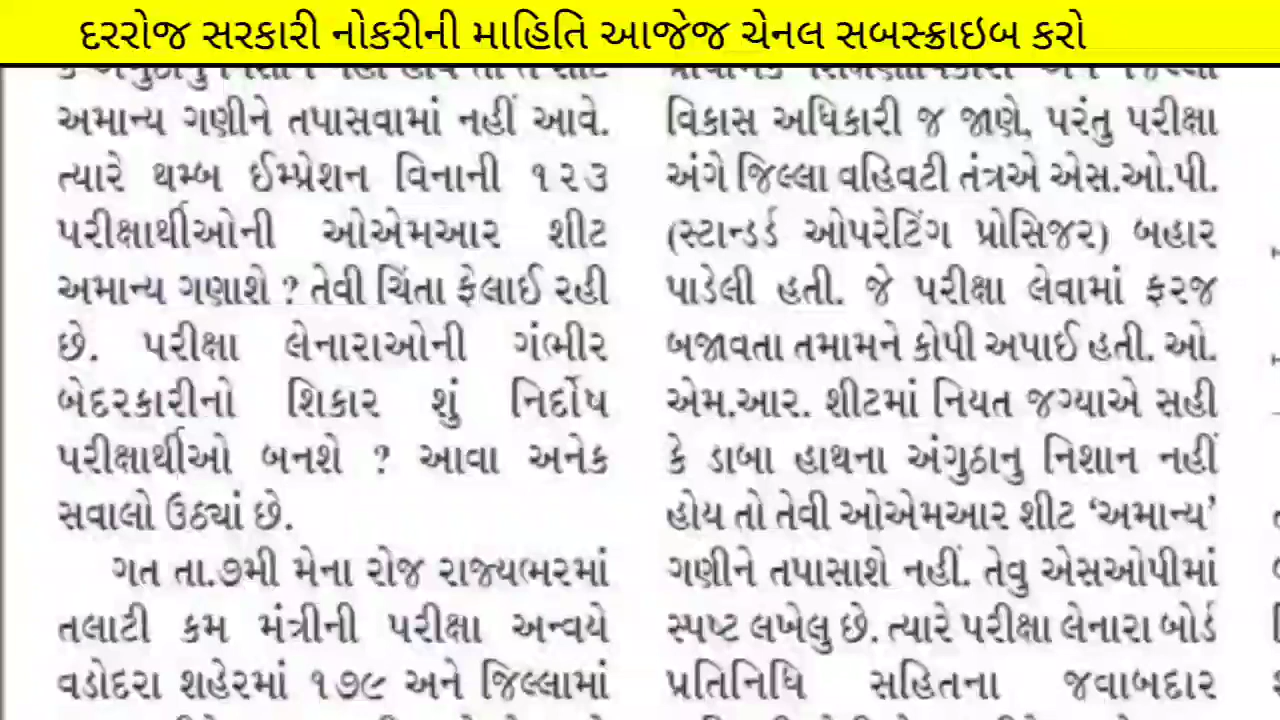 દરરોજ સરકારી નોકરીની માહિતિ આજેજ ચેનલ સબસ્ક્રાઇબ કરો
અમાન્ય ગણીને તપાસવામાં નહીં આવે.
ત્યારે થમ્બ ઈમ્પ્રેશન વિનાની ૧૨૩
પરીક્ષાર્થીઓની ઓએમઆર શીટ
અમાન્ય ગણાશે ? તેવી ચિંતા ફેલાઈ રહી
છે. પરીક્ષા લેનારાઓની ગંભીર
બેદરકારીનો શિકાર શું નિર્દોષ
પરીક્ષાર્થીઓ બનશે ? આવા અનેક
સવાલો ઉઠ્યાં છે.
ગત તા.૭મી મેના રોજ રાજ્યભરમાં
તલાટી કમ મંત્રીની પરીક્ષા અન્વયે
વડોદરા શહેરમાં ૧૭૯ અને જિલ્લામાં
વિકાસ અધિકારી જ જાણે, પરંતુ પરીક્ષા
અંગે જિલ્લા વહિવટી તંત્રએ એસ.ઓ.પી.
(સ્ટાન્ડર્ડ ઓપરેટિંગ પ્રોસિજર) બહાર
પાડેલી હતી. જે પરીક્ષા લેવામાં ફરજ
બજાવતા તમામને કોપી અપાઈ હતી. ઓ.
એમ.આર. શીટમાં નિયત જગ્યાએ સહી
કે ડાબા હાથના અંગુઠાનુ નિશાન નહીં
હોય તો તેવી ઓએમઆર શીટ ‘અમાન્ય’
ગણીને તપાસાશે નહીં. તેવુ એસઓપીમાં
સ્પષ્ટ લખેલુ છે. ત્યારે પરીક્ષા લેનારા બોર્ડ
પ્રતિનિધિ સહિતના જવાબદાર